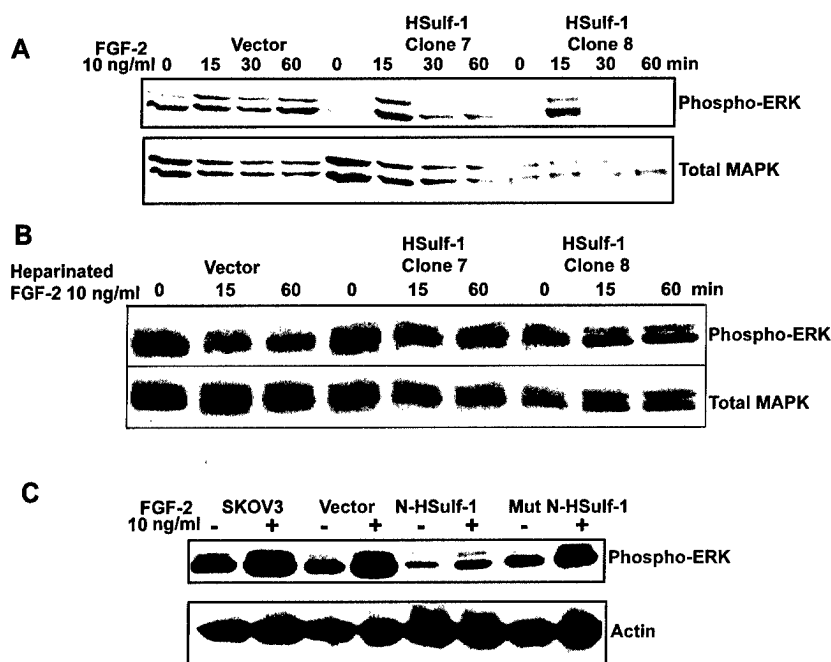 A
FGF-2
10 ng/ml
Vector
HSulf-1
Clone 7
HSulf-1
Clone 8
0 15 30 60 0 15 30 60 0 15 30 60 min
Phospho-ERK
Total MAPK
B
Heparinated
FGF-2 10 ng/ml
Vector
HSulf-1
Clone 7
HSulf-1
Clone 8
0 15 60 0 15 60 0 15 60 min
Phospho-ERK
Total MAPK
C
FGF-2
10 ng/ml
SKOV3 Vector N-HSulf-1 Mut N-HSulf-1
- + - + - + - +
Phospho-ERK
Actin